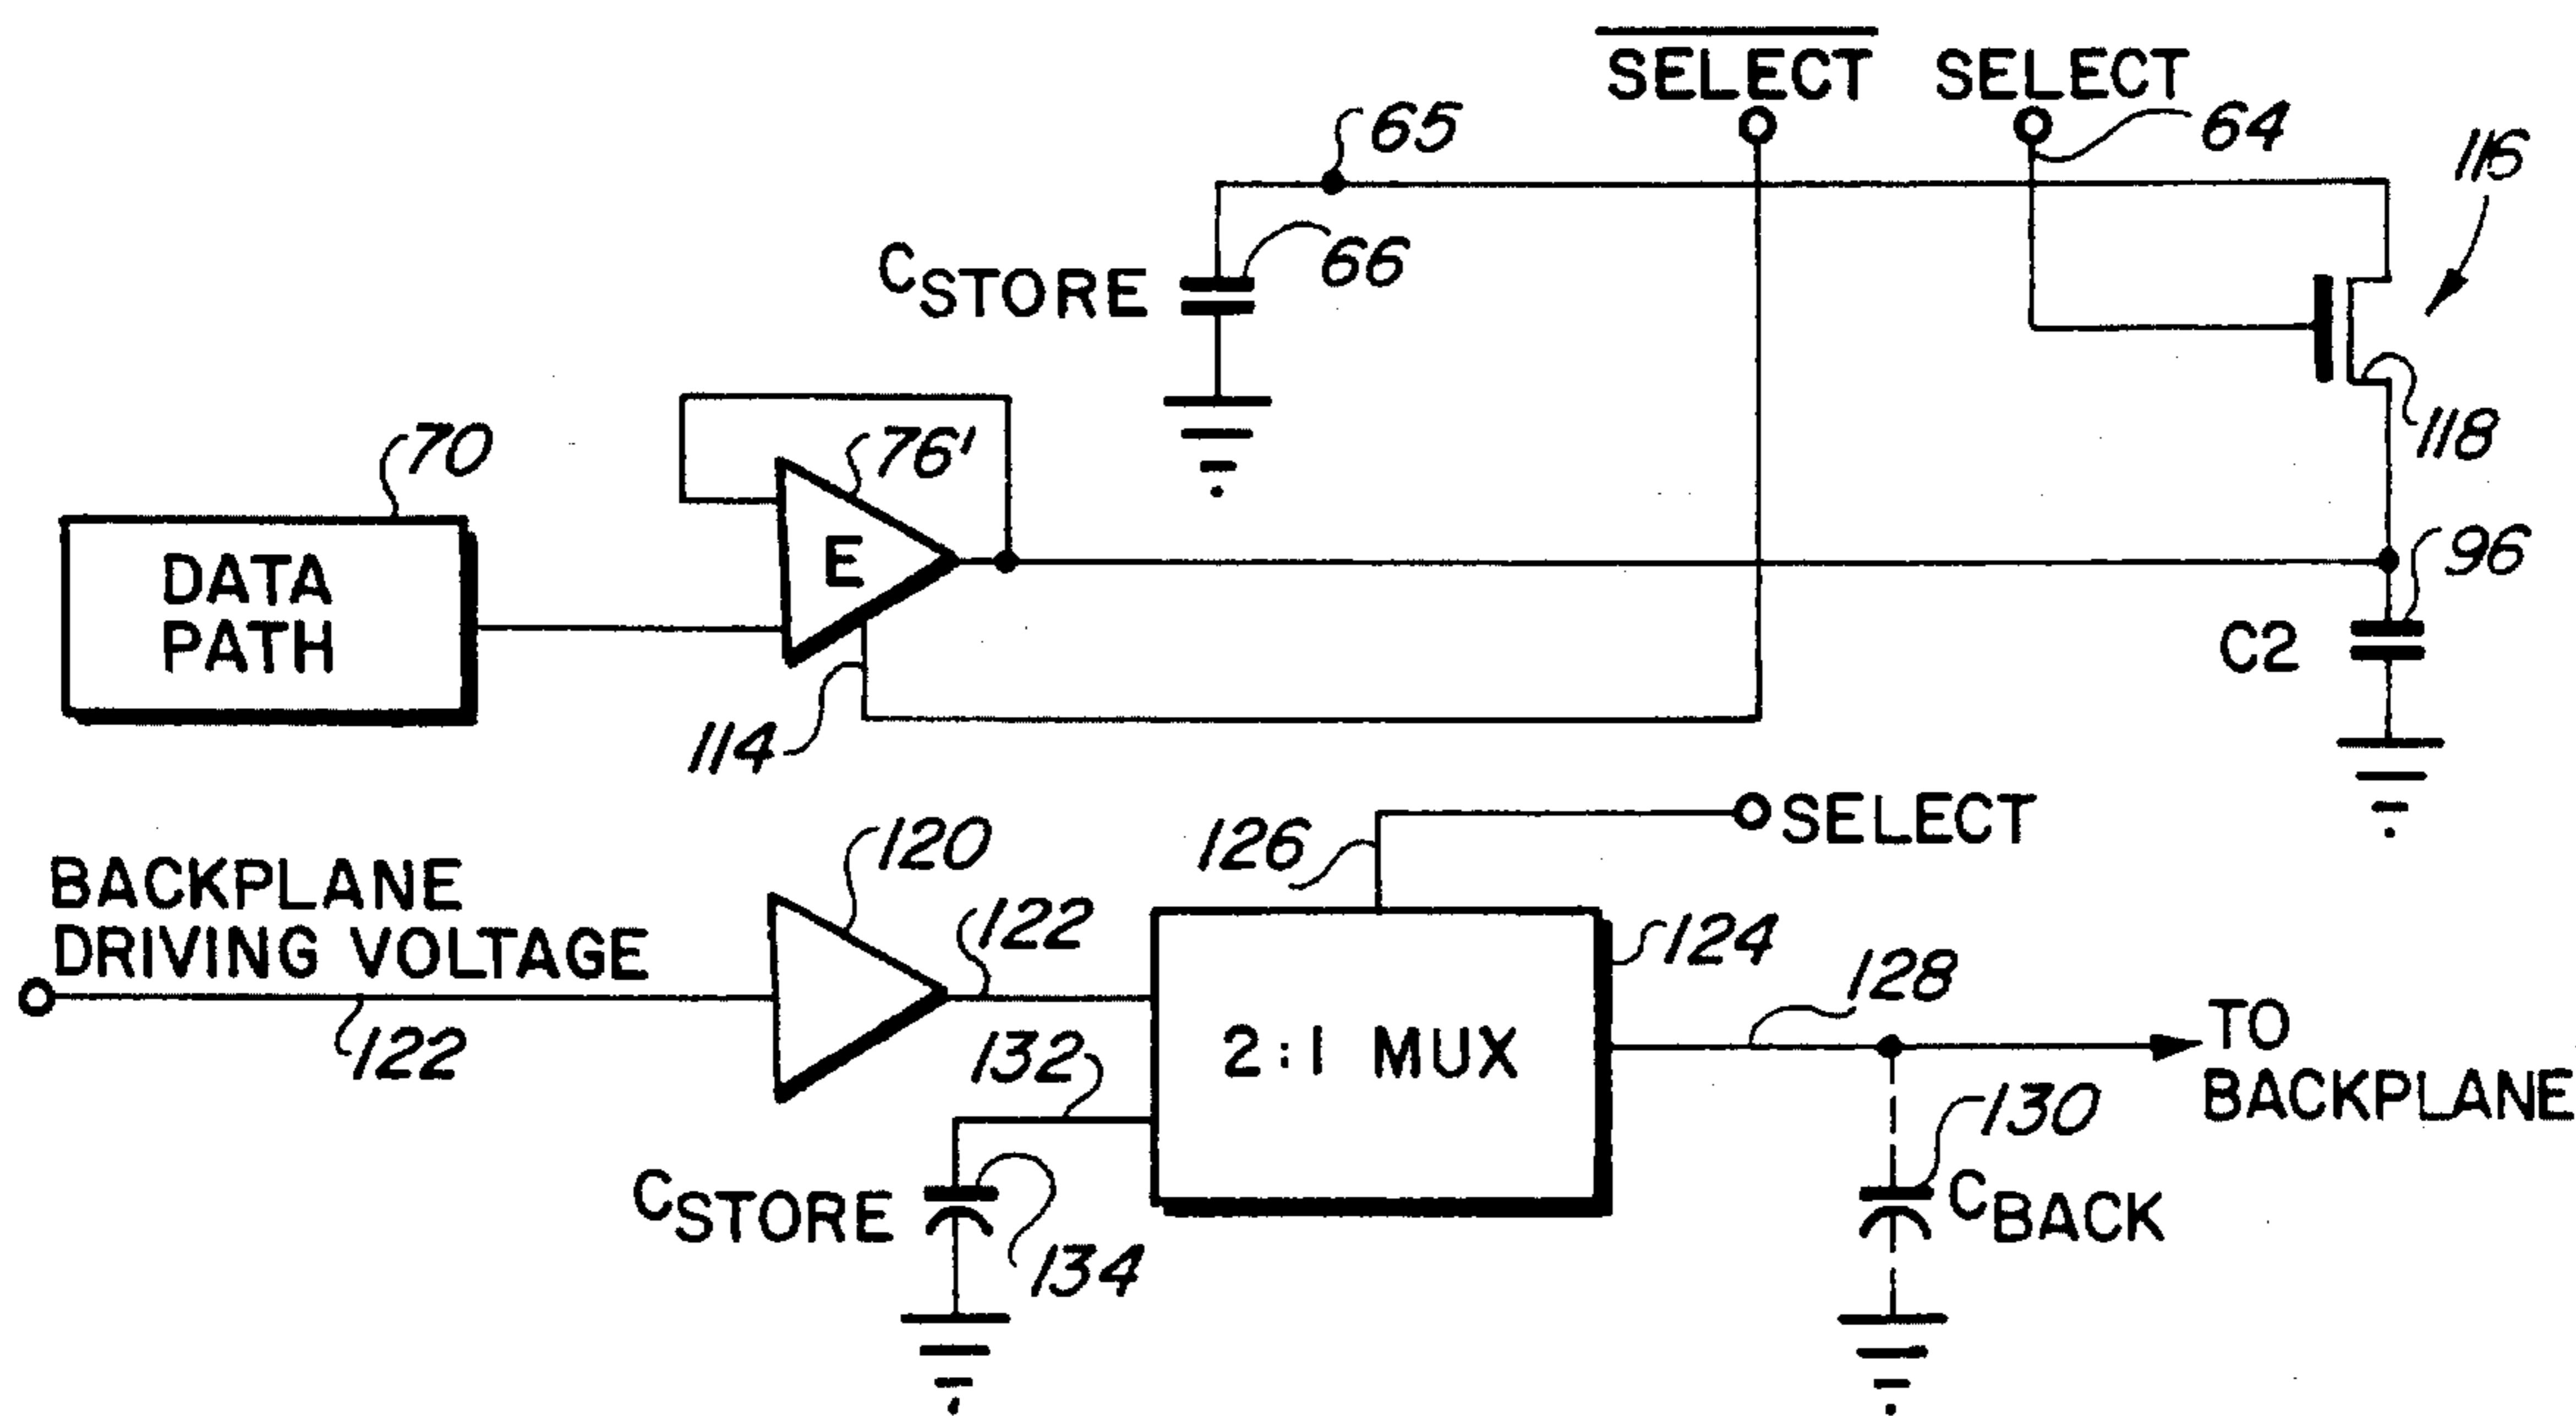 SELECT SELECT
65
64
116
CSTORE
66
70
76'
118
DATA
PATH
E
96
C2
114
SELECT
120
126
BACKPLANE
DRIVING VOLTAGE
122
124
128
122
132
2:1 MUX
TO
BACKPLANE
130
CSTORE
134
CBACK